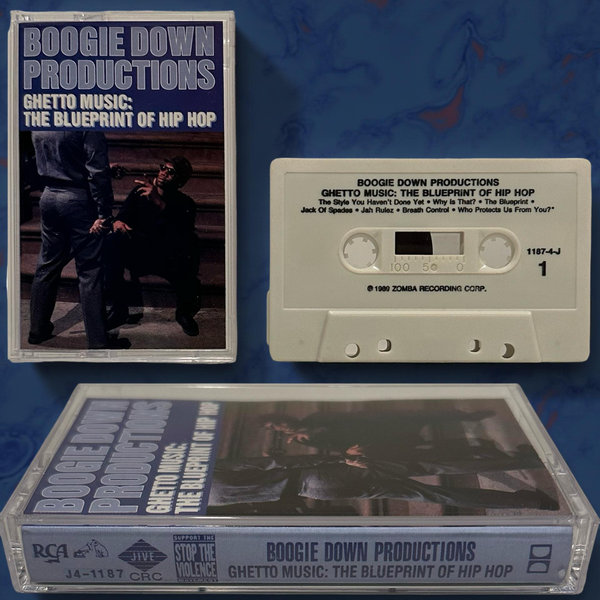 BOOGIE DOWN
PRODUCTIONS
GHETTO MUSIC:
THE BLUEPRINT OF HIP HOP
BOOGIE DOWN PRODUCTIONS
GHETTO MUSIC: THE BLUEPRINT OF HIP HOP
The Style You Haven't Done Yet • Why Is That? • The Blueprint •
Jack Of Spades • Jah Rulez • Breath Control • Who Protects Us From You?*
1187-4-J
1
100 50 0
℗ 1989 ZOMBA RECORDING CORP.
BOOGIE DOWN
PRODUCTIONS
GHETTO MUSIC:
THE BLUEPRINT OF HIP HOP
RCA
JIVE
J4-1187 CRC
SUPPORT THE
STOP THE
VIOLENCE
MOVEMENT
BOOGIE DOWN PRODUCTIONS
GHETTO MUSIC: THE BLUEPRINT OF HIP HOP